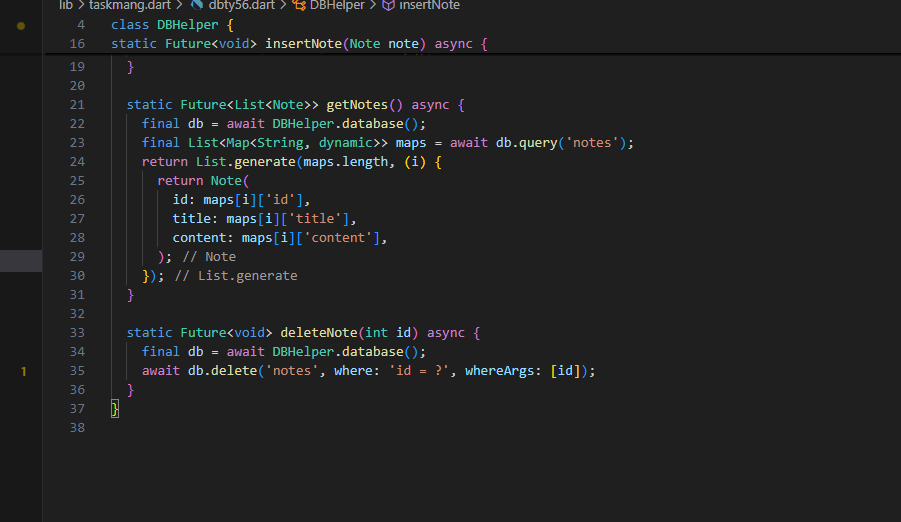 lib > taskmang.dart > dbty56.dart > DBHelper > insertNote
4 class DBHelper {
16 static Future<void> insertNote(Note note) async {
19 }
20
21 static Future<List<Note>> getNotes() async {
22 final db = await DBHelper.database();
23 final List<Map<String, dynamic>> maps = await db.query('notes');
24 return List.generate(maps.length, (i) {
25 return Note(
26 id: maps[i]['id'],
27 title: maps[i]['title'],
28 content: maps[i]['content'],
29 ); // Note
30 }); // List.generate
31 }
32
33 static Future<void> deleteNote(int id) async {
34 final db = await DBHelper.database();
1 35 await db.delete('notes', where: 'id = ?', whereArgs: [id]);
36 }
37 }
38